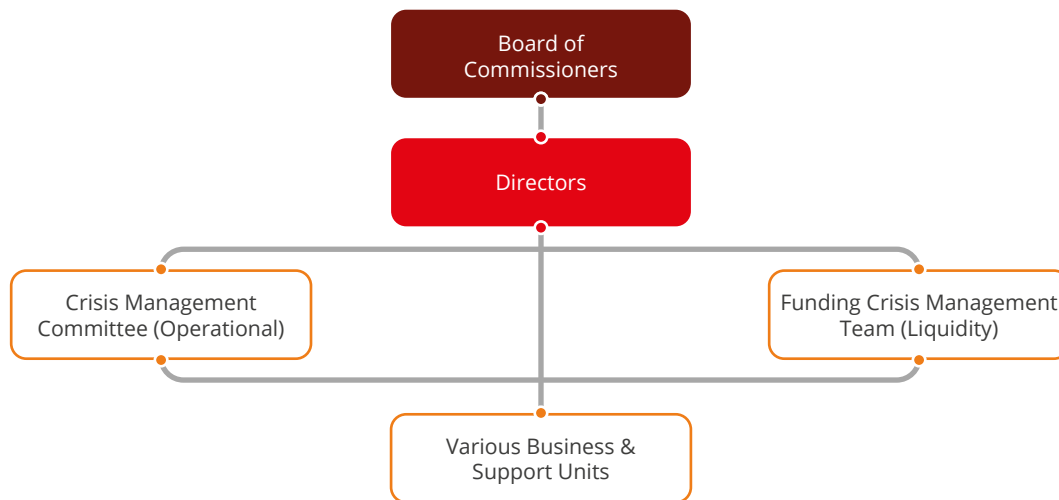 Board of
Commissioners
Directors
Crisis Management
Committee (Operational)
Funding Crisis Management
Team (Liquidity)
Various Business &
Support Units